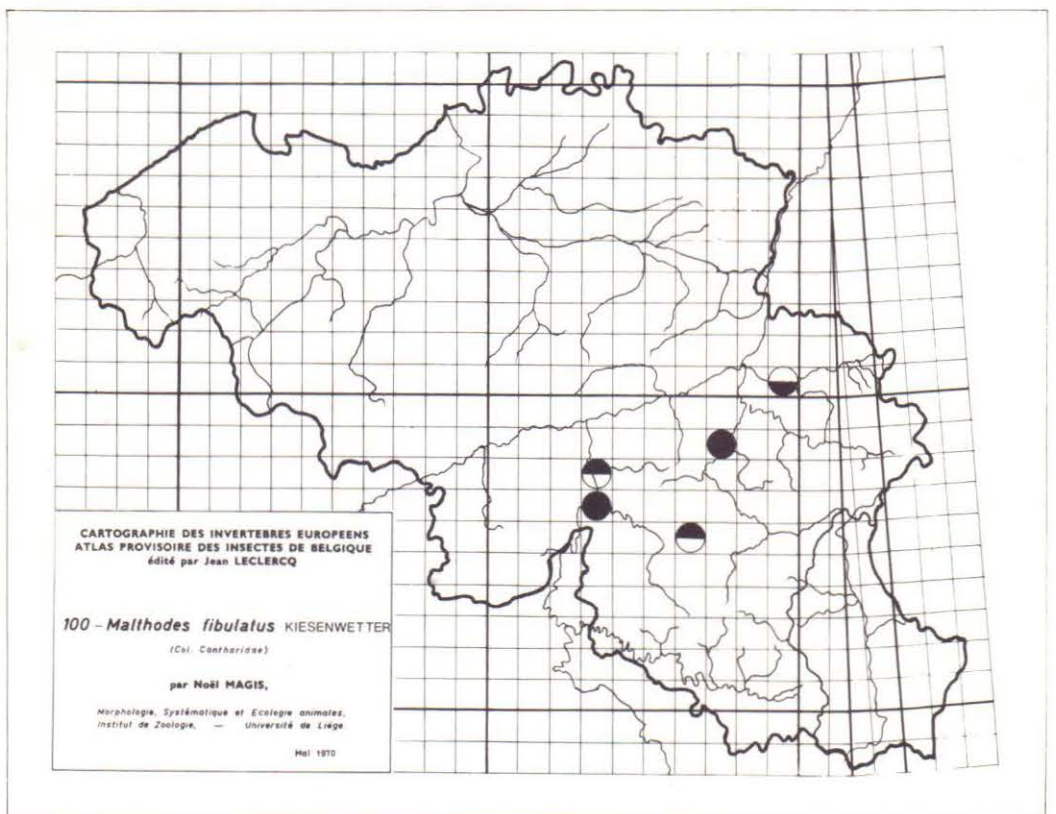 CARTOGRAPHIE DES INVERTEBRES EUROPEENS
ATLAS PROVISOIRE DES INSECTES DE BELGIQUE
édité par Jean LECLERCQ
100 - Malthodes fibulatus KIESENWETTER
(Col. Cantharidae)
par Noël MAGIS,
Morphologie, Systématique et Ecologie animales,
Institut de Zoologie, — Université de Liége.
Mai 1970